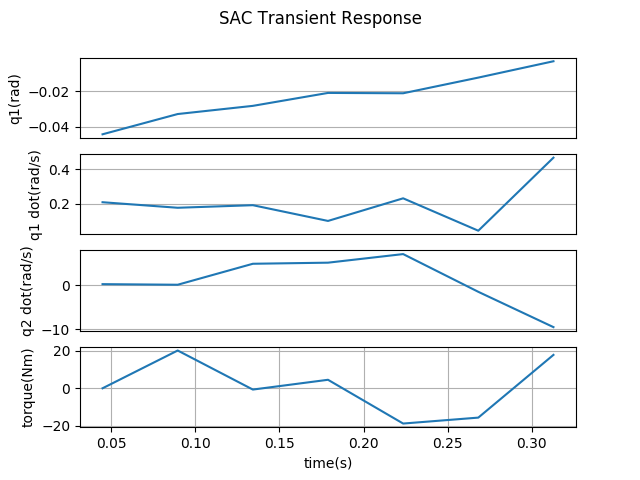 SAC Transient Response
q1(rad)
−0.02
−0.04
q1 dot(rad/s)
0.4
0.2
q2 dot(rad/s)
0
−10
torque(Nm)
20
0
−20
0.05 0.10 0.15 0.20 0.25 0.30
time(s)